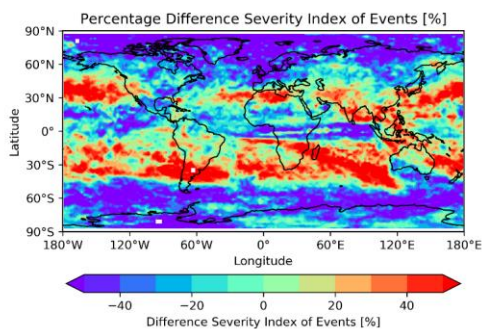 Percentage Difference Severity Index of Events [%]
90°N
60°N
30°N
0°
30°S
60°S
90°S
Latitude
180°W 120°W 60°W 0° 60°E 120°E 180°E
Longitude
−40 −20 0 20 40
Difference Severity Index of Events [%]